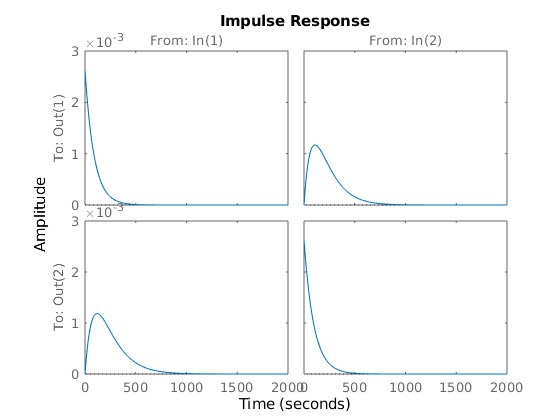 Impulse Response
From: In(1) From: In(2)
×10-3
3
2
1
0
To: Out(1)
Amplitude
×10-3
3
2
1
0
To: Out(2)
0 500 1000 1500 2000 0 500 1000 1500 2000
Time (seconds)